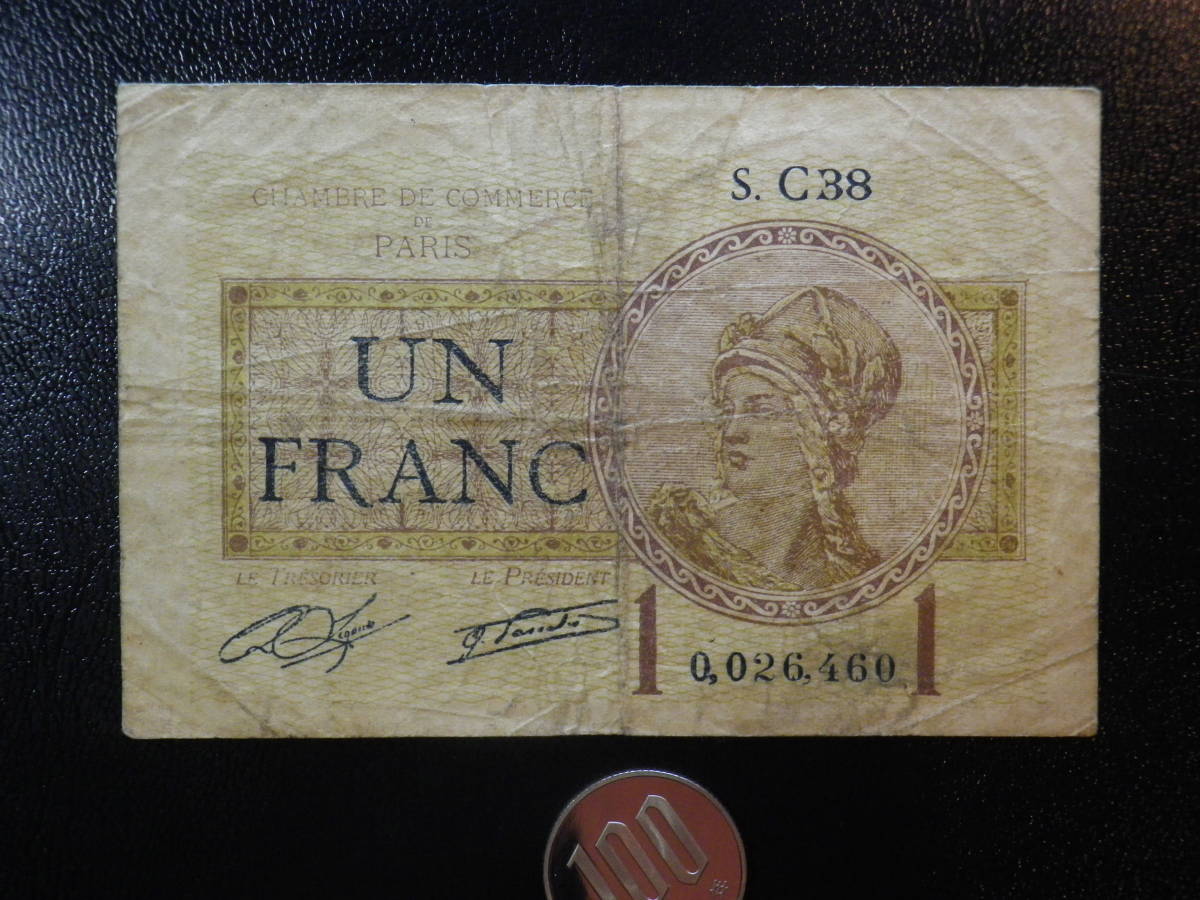 CHAMBRE DE COMMERCE
DE
PARIS
S. C38
UN
FRANC
LE TRÉSORIER
LE PRÉSIDENT
1
0,026,460
1
100